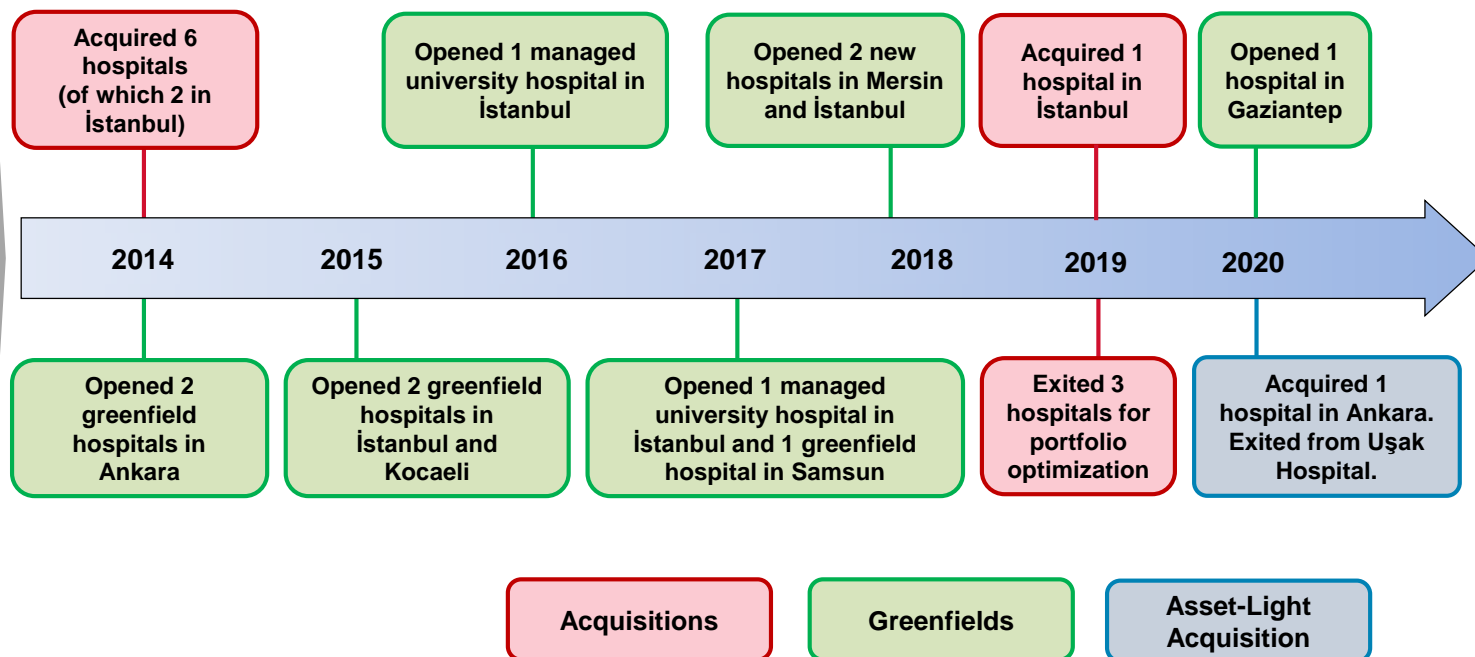 Acquired 6
hospitals
(of which 2 in
İstanbul)
Opened 1 managed
university hospital in
İstanbul
Opened 2 new
hospitals in Mersin
and İstanbul
Acquired 1
hospital in
İstanbul
Opened 1
hospital in
Gaziantep
2014
2015
2016
2017
2018
2019
2020
Opened 2
greenfield
hospitals in
Ankara
Opened 2 greenfield
hospitals in
İstanbul and
Kocaeli
Opened 1 managed
university hospital in
İstanbul and 1 greenfield
hospital in Samsun
Exited 3
hospitals for
portfolio
optimization
Acquired 1
hospital in Ankara.
Exited from Uşak
Hospital.
Acquisitions
Greenfields
Asset-Light
Acquisition